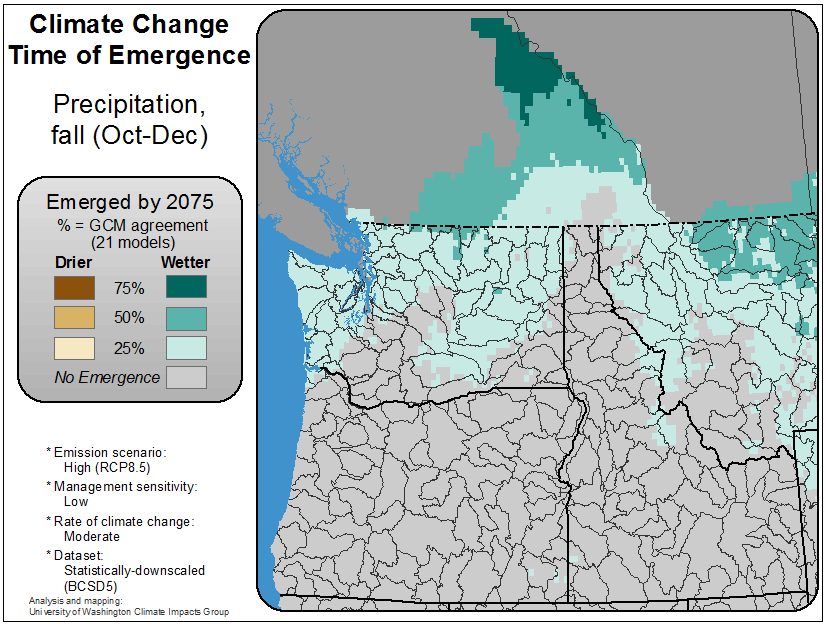 Climate Change
Time of Emergence
Precipitation,
fall (Oct-Dec)
Emerged by 2075
% = GCM agreement
(21 models)
Drier Wetter
75%
50%
25%
No Emergence
* Emission scenario:
High (RCP8.5)
* Management sensitivity:
Low
* Rate of climate change:
Moderate
* Dataset:
Statistically-downscaled
(BCSD5)
Analysis and mapping:
University of Washington Climate Impacts Group